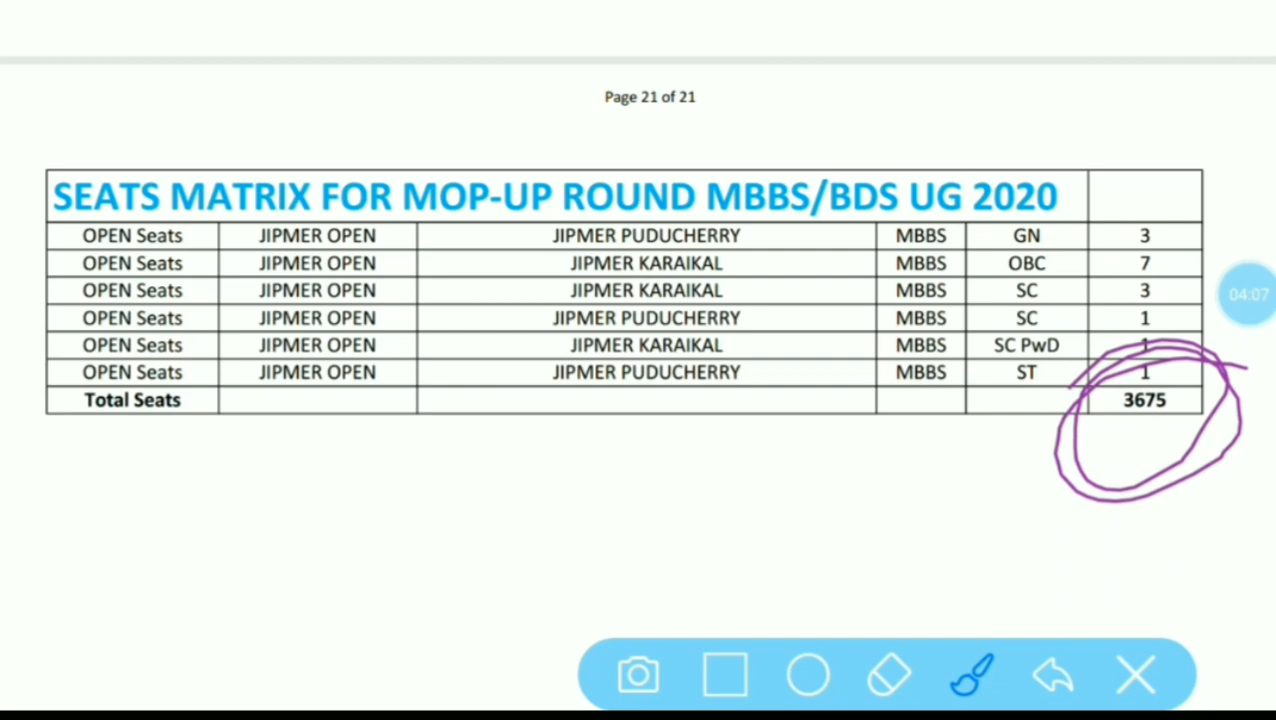 Page 21 of 21
SEATS MATRIX FOR MOP-UP ROUND MBBS/BDS UG 2020
OPEN Seats JIPMER OPEN JIPMER PUDUCHERRY MBBS GN 3
OPEN Seats JIPMER OPEN JIPMER KARAIKAL MBBS OBC 7
OPEN Seats JIPMER OPEN JIPMER KARAIKAL MBBS SC 3
OPEN Seats JIPMER OPEN JIPMER PUDUCHERRY MBBS SC 1
OPEN Seats JIPMER OPEN JIPMER KARAIKAL MBBS SC PwD 1
OPEN Seats JIPMER OPEN JIPMER PUDUCHERRY MBBS ST 1
Total Seats 3675
04:07